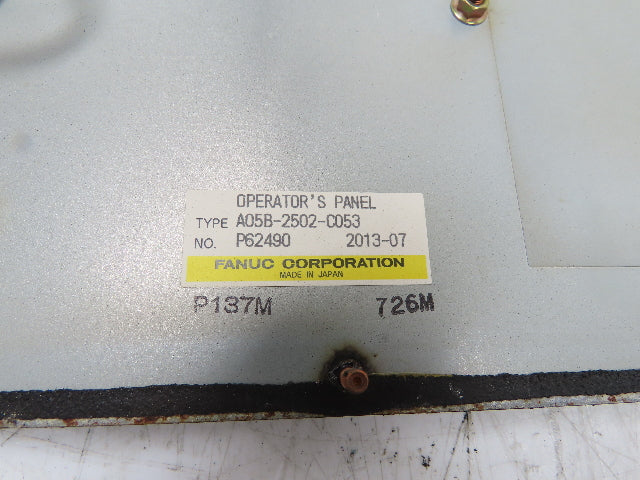 OPERATOR'S PANEL
TYPE A05B-2502-C053
NO. P62490 2013-07
FANUC CORPORATION
MADE IN JAPAN
P137M 726M